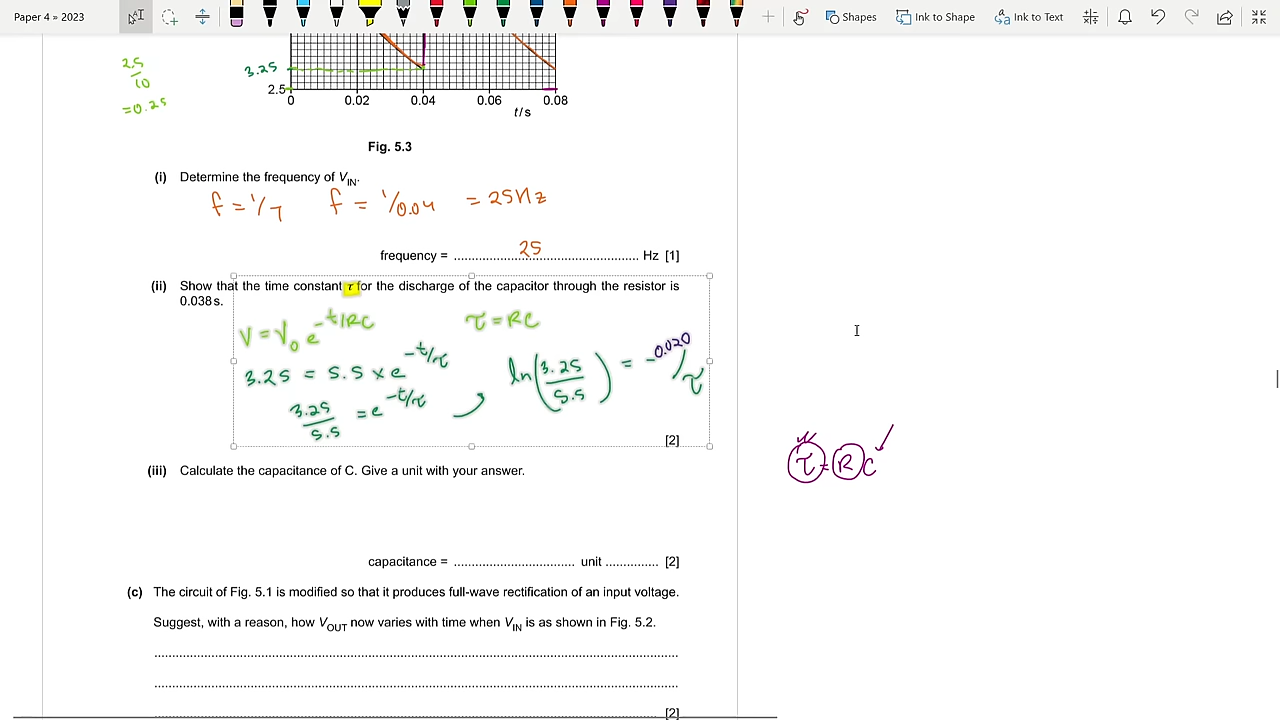 Paper 4 » 2023
Shapes
Ink to Shape
Ink to Text
2.5
10
=0.25
3.25
2.5
0 0.02 0.04 0.06 0.08
t/s
Fig. 5.3
(i) Determine the frequency of VIN.
f = 1/T f = 1/0.04 = 25Hz
frequency = .................... 25 .................... Hz [1]
(ii) Show that the time constant τ for the discharge of the capacitor through the resistor is
0.038 s.
V = V₀ e^-t/RC τ = RC
3.25 = 5.5 × e^-t/τ
3.25/5.5 = e^-t/τ
ln(3.25/5.5) = -0.020/τ
[2]
τ = RC
(iii) Calculate the capacitance of C. Give a unit with your answer.
capacitance = .................................. unit ............... [2]
(c) The circuit of Fig. 5.1 is modified so that it produces full-wave rectification of an input voltage.
Suggest, with a reason, how VOUT now varies with time when VIN is as shown in Fig. 5.2.
[2]